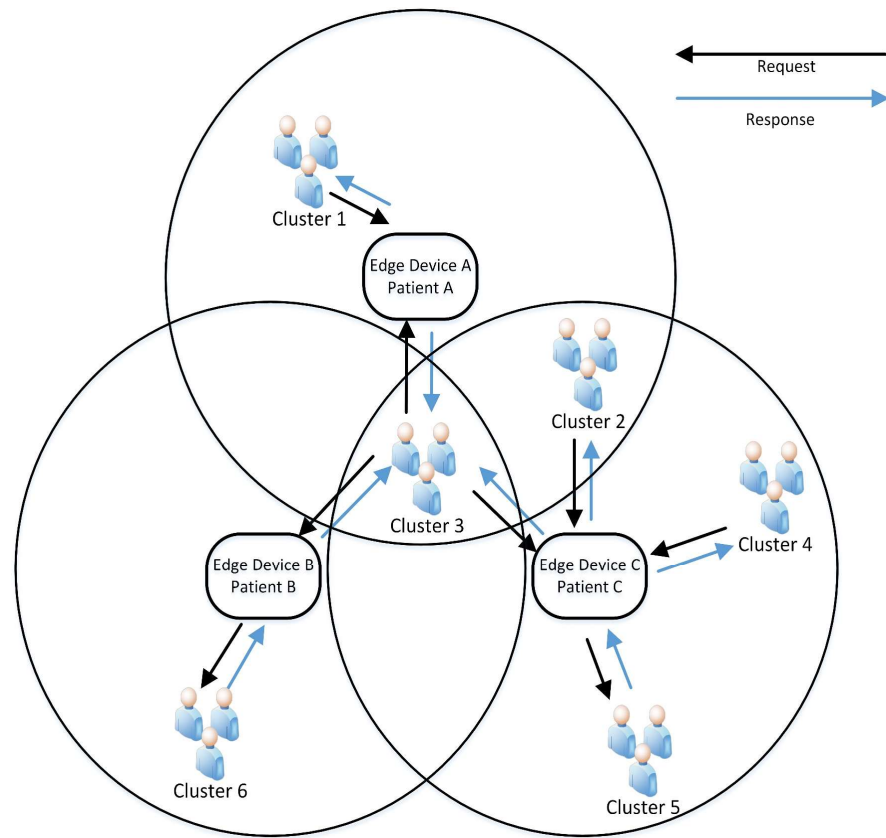 Request
Response
Cluster 1
Edge Device A
Patient A
Cluster 2
Cluster 3
Cluster 4
Edge Device B
Patient B
Edge Device C
Patient C
Cluster 6
Cluster 5